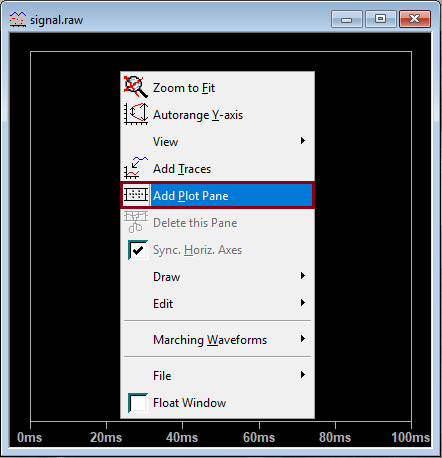 signal.raw
Zoom to Fit
Autorange Y-axis
View
Add Traces
Add Plot Pane
Delete this Pane
Sync. Horiz. Axes
Draw
Edit
Marching Waveforms
File
Float Window
0ms 20ms 40ms 60ms 80ms 100ms